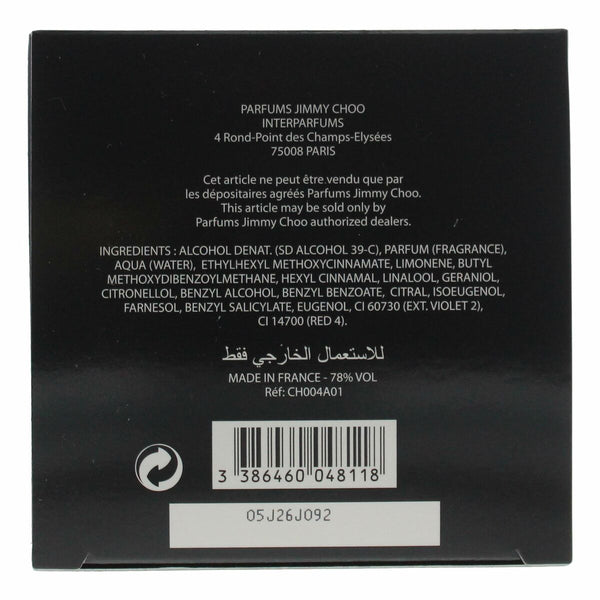 PARFUMS JIMMY CHOO
INTERPARFUMS
4 Rond-Point des Champs-Elysées
75008 PARIS
Cet article ne peut être vendu que par
les dépositaires agréés Parfums Jimmy Choo.
This article may be sold only by
Parfums Jimmy Choo authorized dealers.
INGREDIENTS : ALCOHOL DENAT. (SD ALCOHOL 39-C), PARFUM (FRAGRANCE),
AQUA (WATER), ETHYLHEXYL METHOXYCINNAMATE, LIMONENE, BUTYL
METHODYDIBENZOYLMETHANE, HEXYL CINNAMAL, LINALOOL, GERANIOL,
CITRONELLOL, BENZYL ALCOHOL, BENZYL BENZOATE, CITRAL, ISOEUGENOL,
FARNESOL, BENZYL SALICYLATE, EUGENOL, CI 60730 (EXT. VIOLET 2),
CI 14700 (RED 4).
للاستعمال الخارجي فقط
MADE IN FRANCE - 78% VOL
Réf: CH004A01
3 386460 048118
05J26J092